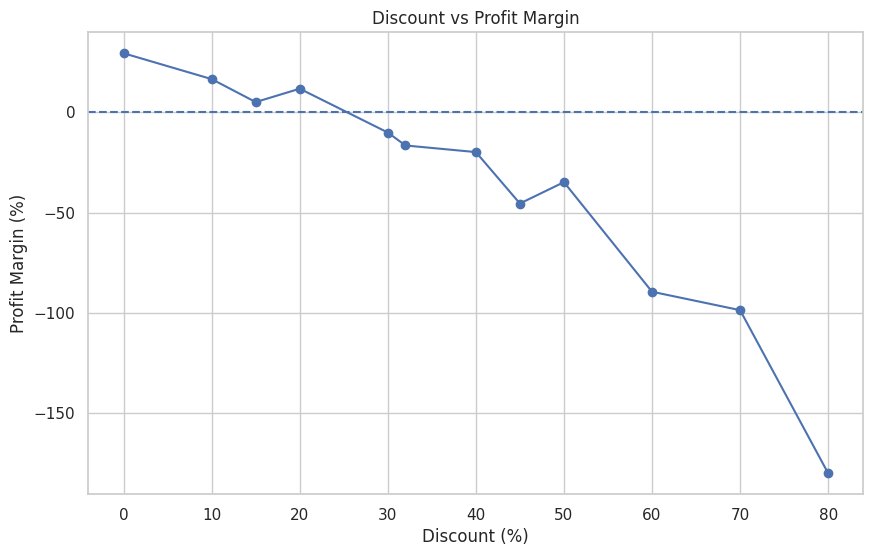 Discount vs Profit Margin
Profit Margin (%)
0
−50
−100
−150
0 10 20 30 40 50 60 70 80
Discount (%)